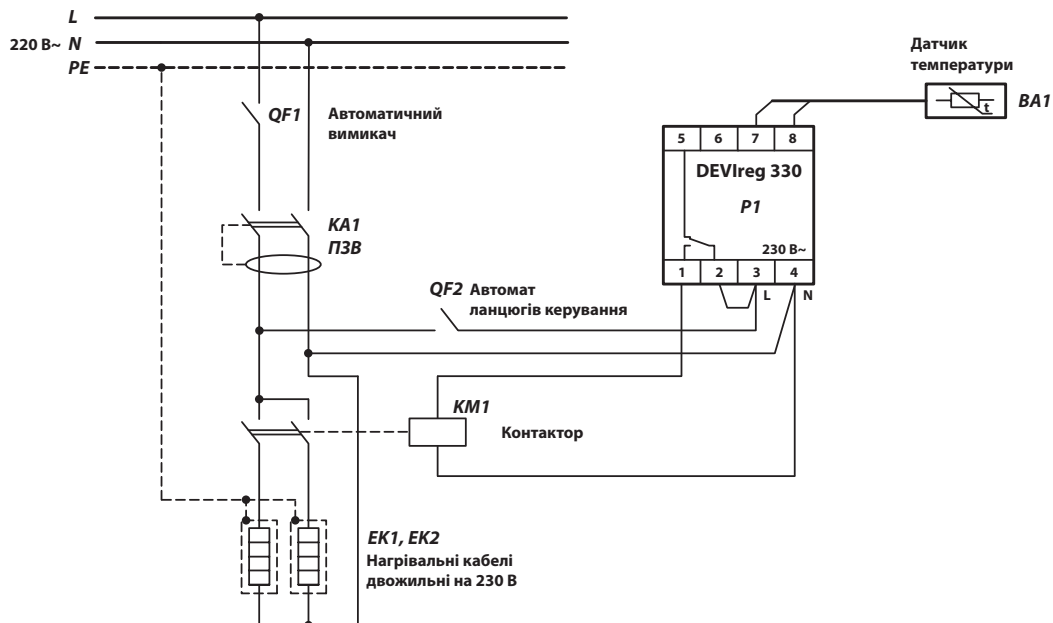 L
220 В~ N
PE
QF1 Автоматичний
вимикач
KA1
ПЗВ
QF2 Автомат
ланцюгів керування
KM1
Контактор
EK1, EK2
Нагрівальні кабелі
двожильні на 230 В
Датчик
температури
BA1
t
5 6 7 8
DEVIreg 330
P1
230 В~
1 2 3 4
L N